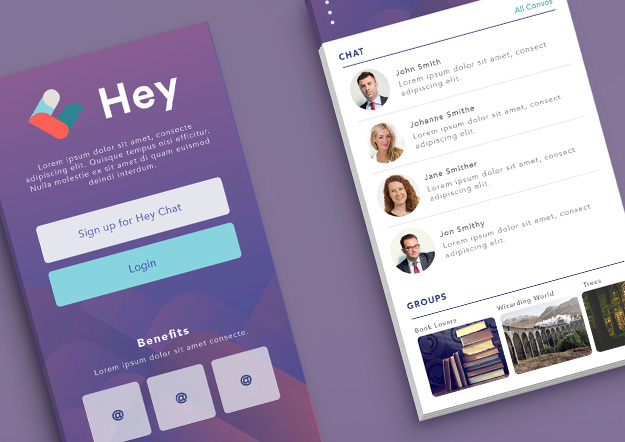 Hey
Lorem ipsum dolor sit amet, consecte
adipiscing elit. Quisque tempus nisi efficitur.
Nulla molestie ex sit amet di quam euismod
deindi interdum.
Sign up for Hey Chat
Login
Benefits
Lorem ipsum dolor sit amet consecte.
@
@
@
All Convos
CHAT
John Smith
Lorem ipsum dolor sit amet, consect
adipiscing elit.
Johanne Smithe
Lorem ipsum dolor sit amet, consect
adipiscing elit.
Jane Smither
Lorem ipsum dolor sit amet, consect
adipiscing elit.
Jon Smithy
Lorem ipsum dolor sit amet, consect
adipiscing elit.
GROUPS
Book Lovers
Wizarding World
Trees